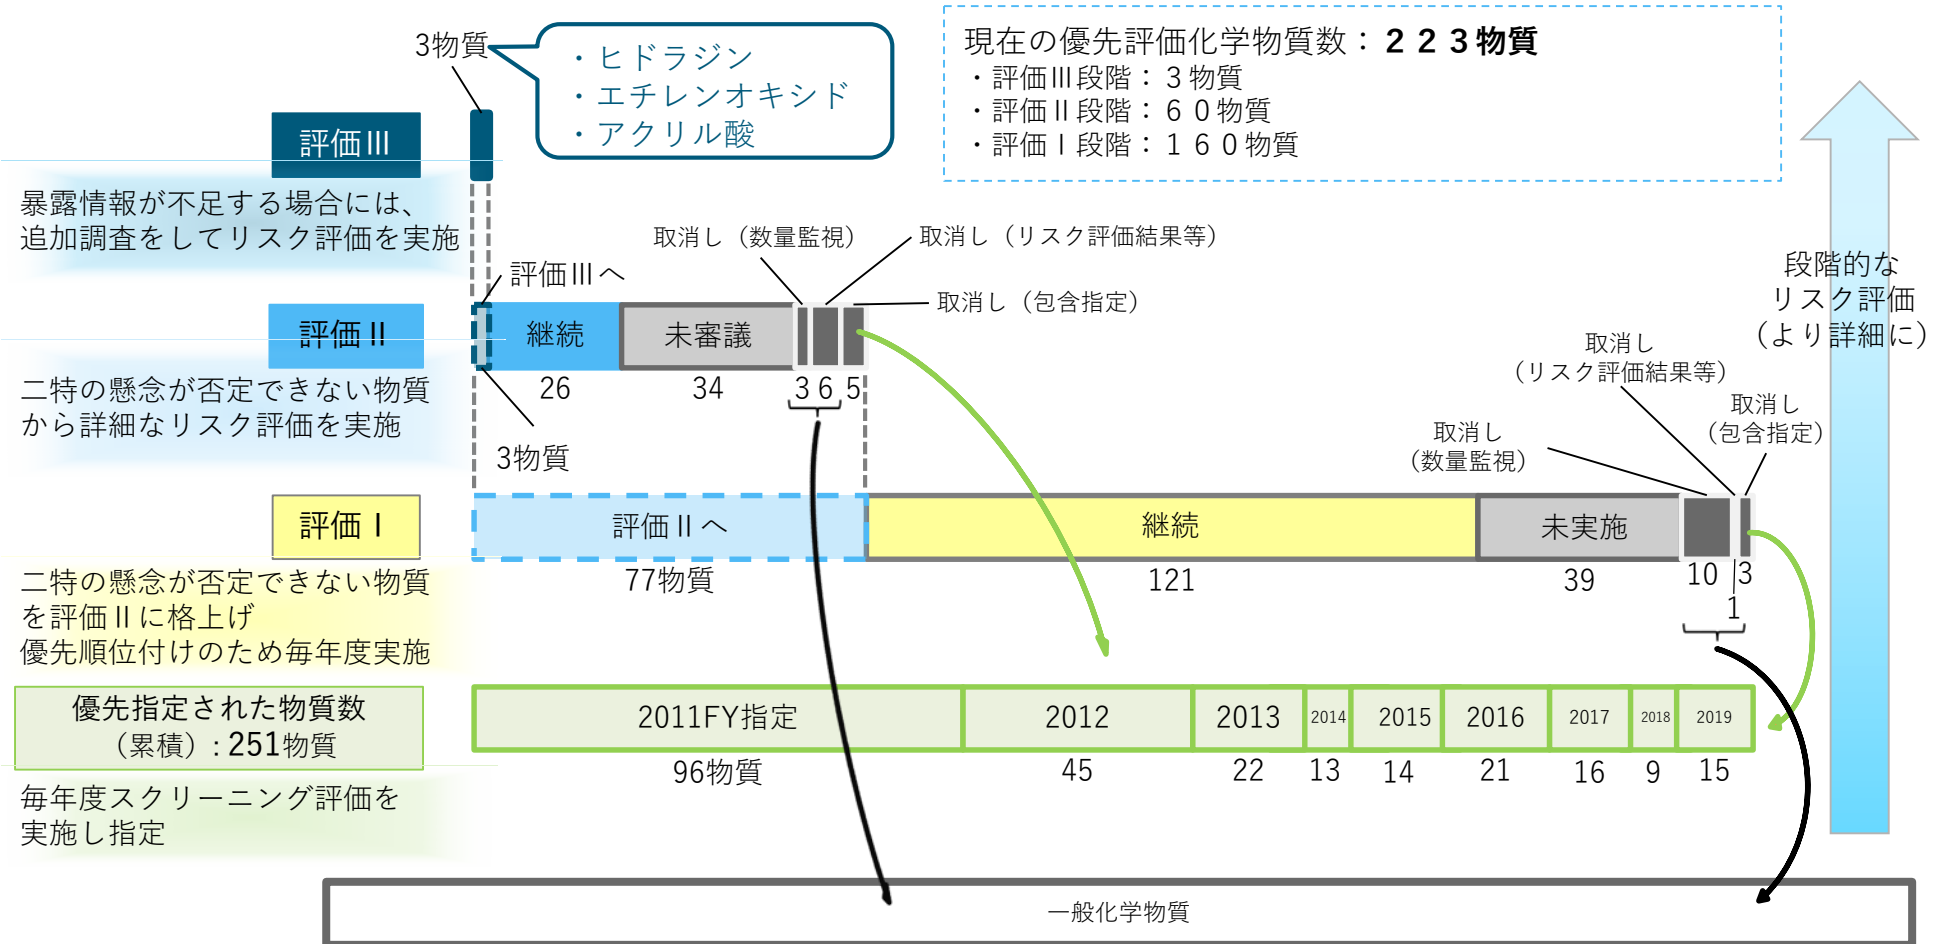 3物質
・ヒドラジン
・エチレンオキシド
・アクリル酸
現在の優先評価化学物質数：２２３物質
・評価Ⅲ段階：３物質
・評価Ⅱ段階：６０物質
・評価Ⅰ段階：１６０物質
評価Ⅲ
暴露情報が不足する場合には、
追加調査をしてリスク評価を実施
取消し（数量監視）
取消し（リスク評価結果等）
取消し（包含指定）
評価Ⅲへ
評価Ⅱ
継続
未審議
26
34
3
6
5
3物質
二特の懸念が否定できない物質
から詳細なリスク評価を実施
段階的な
リスク評価
（より詳細に）
取消し
（リスク評価結果等）
取消し
（包含指定）
取消し
（数量監視）
評価Ⅰ
評価Ⅱへ
継続
未実施
77物質
121
39
10
3
1
二特の懸念が否定できない物質
を評価Ⅱに格上げ
優先順位付けのため毎年度実施
優先指定された物質数
（累積）: 251物質
2011FY指定
2012
2013
2014
2015
2016
2017
2018
2019
96物質
45
22
13
14
21
16
9
15
毎年度スクリーニング評価を
実施し指定
一般化学物質